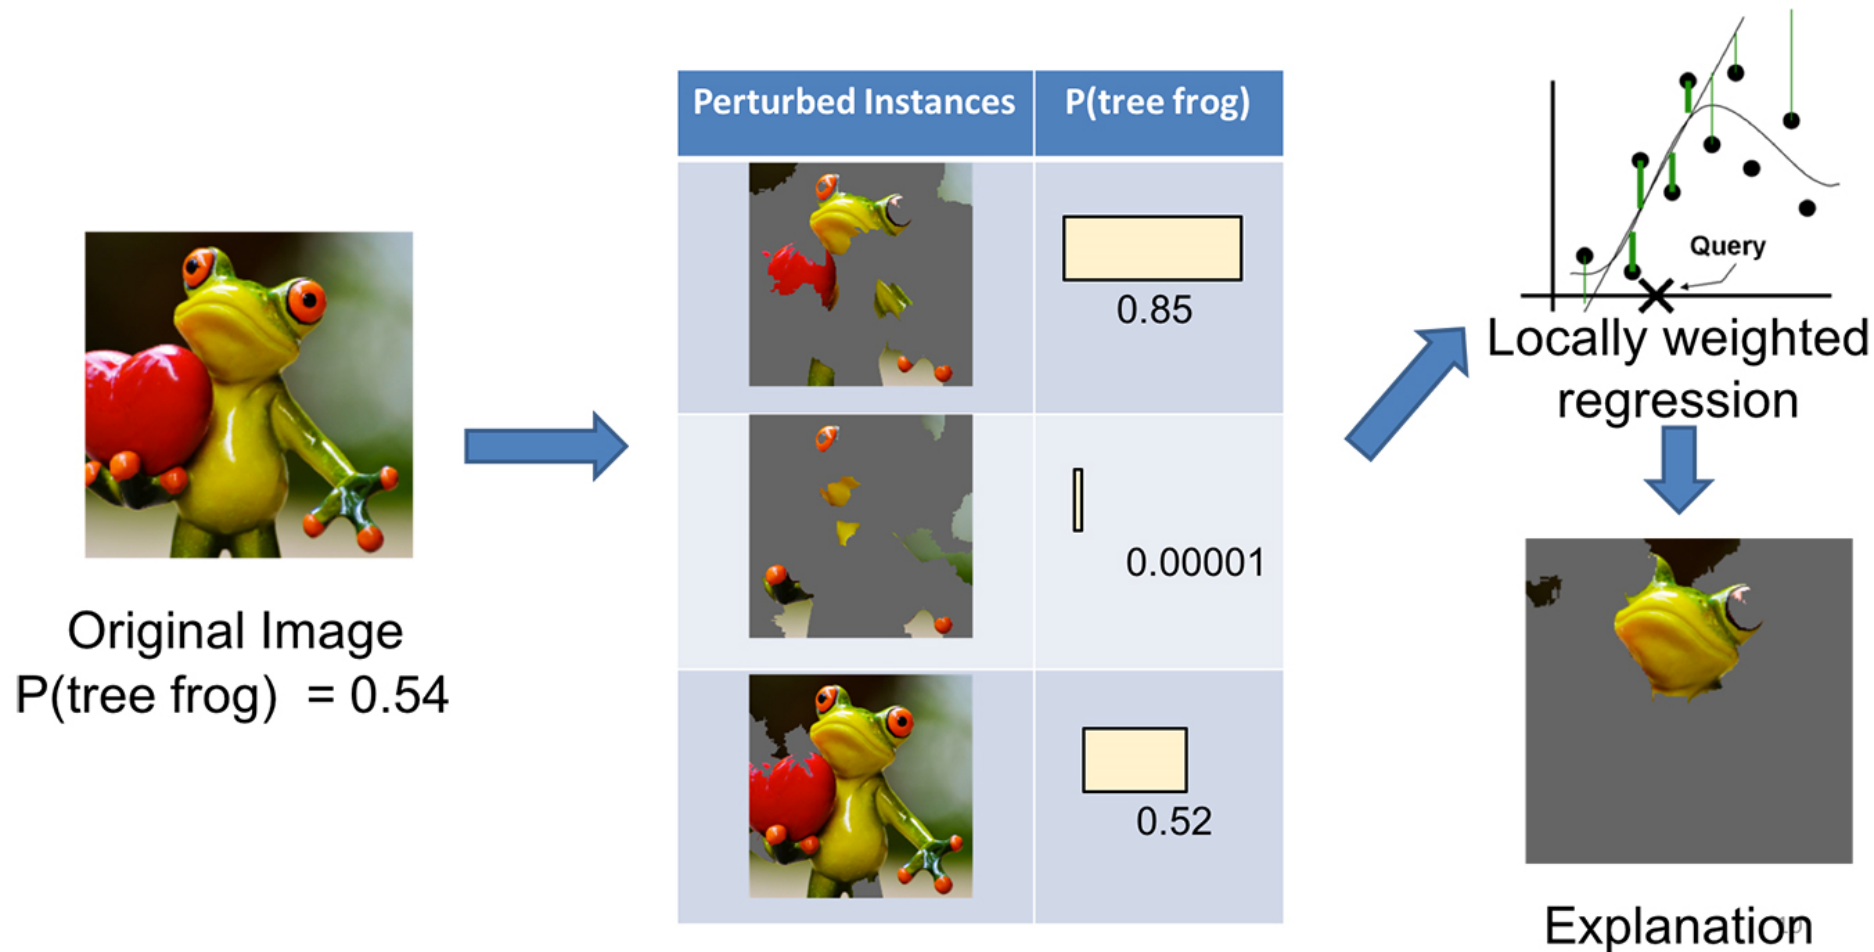 Original Image
P(tree frog) = 0.54
Perturbed Instances
P(tree frog)
0.85
0.00001
0.52
Query
Locally weighted
regression
Explanation